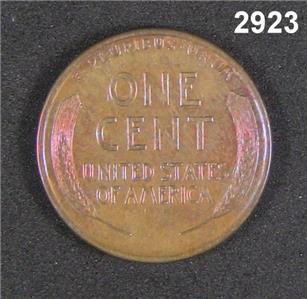 2923
E·PLURIBUS·UNUM
ONE
CENT
UNITED STATES
OF AMERICA